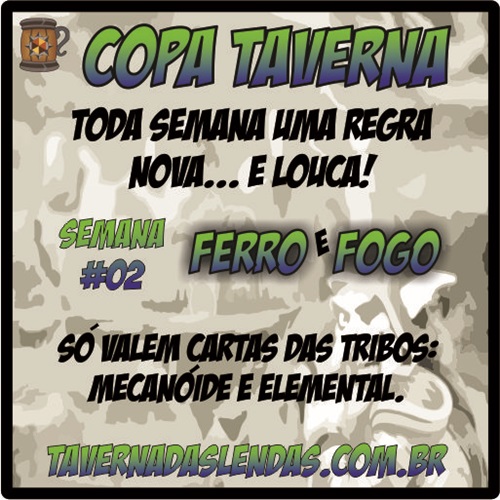 COPA TAVERNA
TODA SEMANA UMA REGRA
NOVA... E LOUCA!
SEMANA
#02
FERRO E FOGO
SÓ VALEM CARTAS DAS TRIBOS:
MECANÓIDE E ELEMENTAL.
TAVERNADASLENDAS.COM.BR